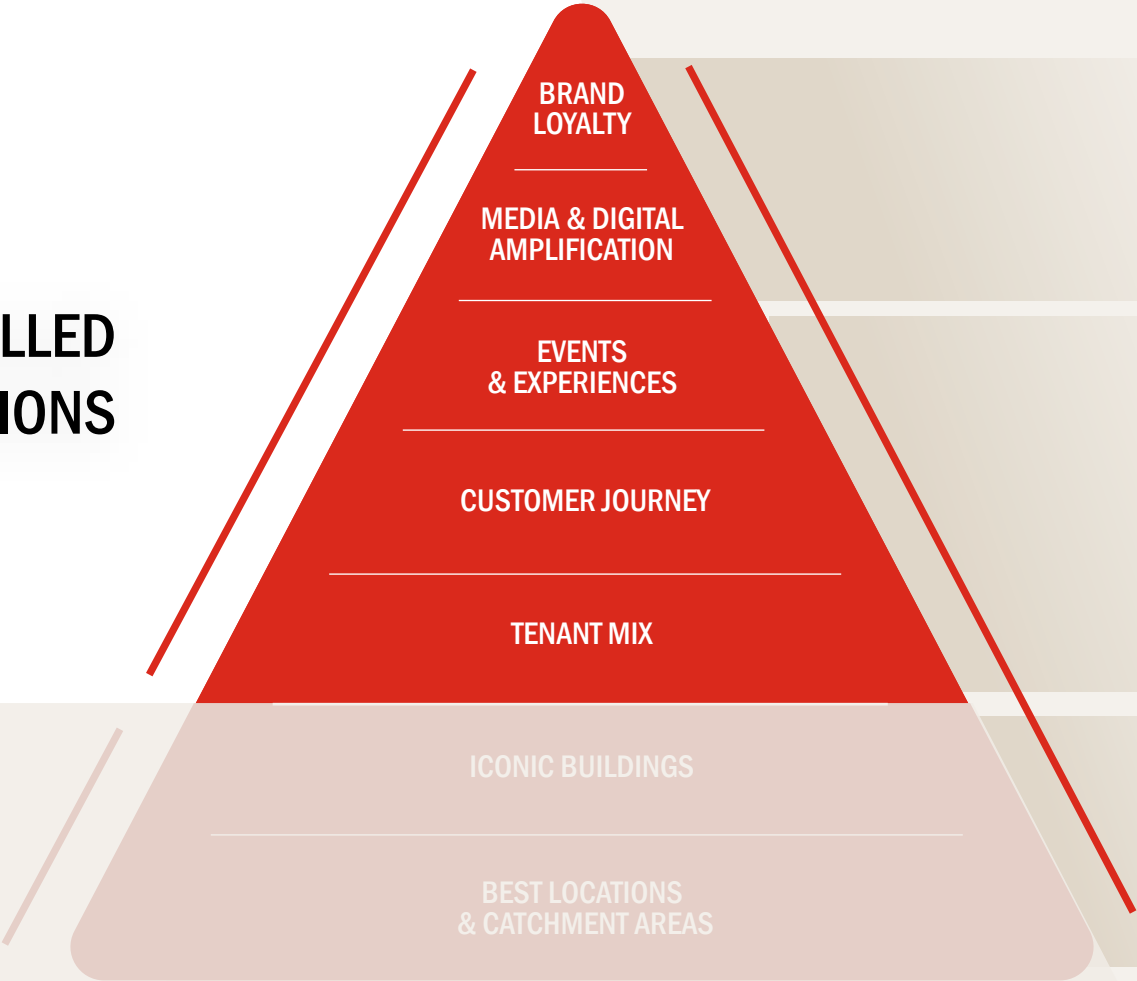 BRAND
LOYALTY
MEDIA & DIGITAL
AMPLIFICATION
EVENTS
& EXPERIENCES
LLED
IONS
CUSTOMER JOURNEY
TENANT MIX
ICONIC BUILDINGS
BEST LOCATIONS
& CATCHMENT AREAS